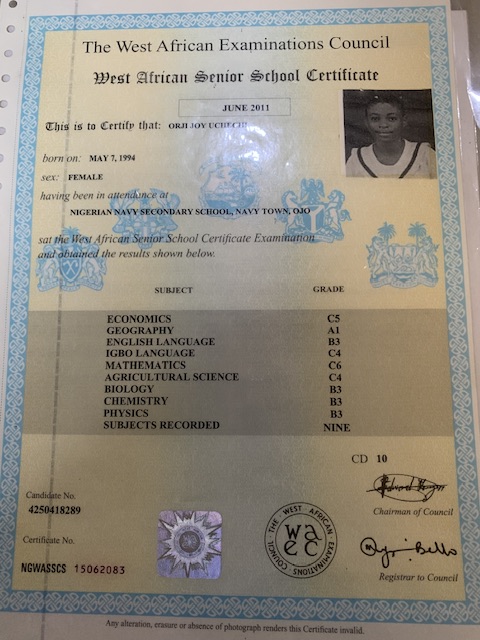 The West African Examinations Council
West African Senior School Certificate
JUNE 2011
This is to Certify that: ORJI JOY UCHECHI
born on: MAY 7, 1994
sex: FEMALE
having been in attendance at
NIGERIAN NAVY SECONDARY SCHOOL, NAVY TOWN, OJO
sat the West African Senior School Certificate Examination
and obtained the results shown below.
SUBJECT GRADE
ECONOMICS C5
GEOGRAPHY A1
ENGLISH LANGUAGE B3
IGBO LANGUAGE C4
MATHEMATICS C6
AGRICULTURAL SCIENCE C4
BIOLOGY B3
CHEMISTRY B3
PHYSICS B3
SUBJECTS RECORDED NINE
CD 10
Candidate No.
4250418289
Chairman of Council
Certificate No.
NGWASSCS 15062083
THE WEST AFRICAN EXAMINATIONS COUNCIL
wa
ec
Registrar to Council
Any alteration, erasure or absence of photograph renders this Certificate invalid.